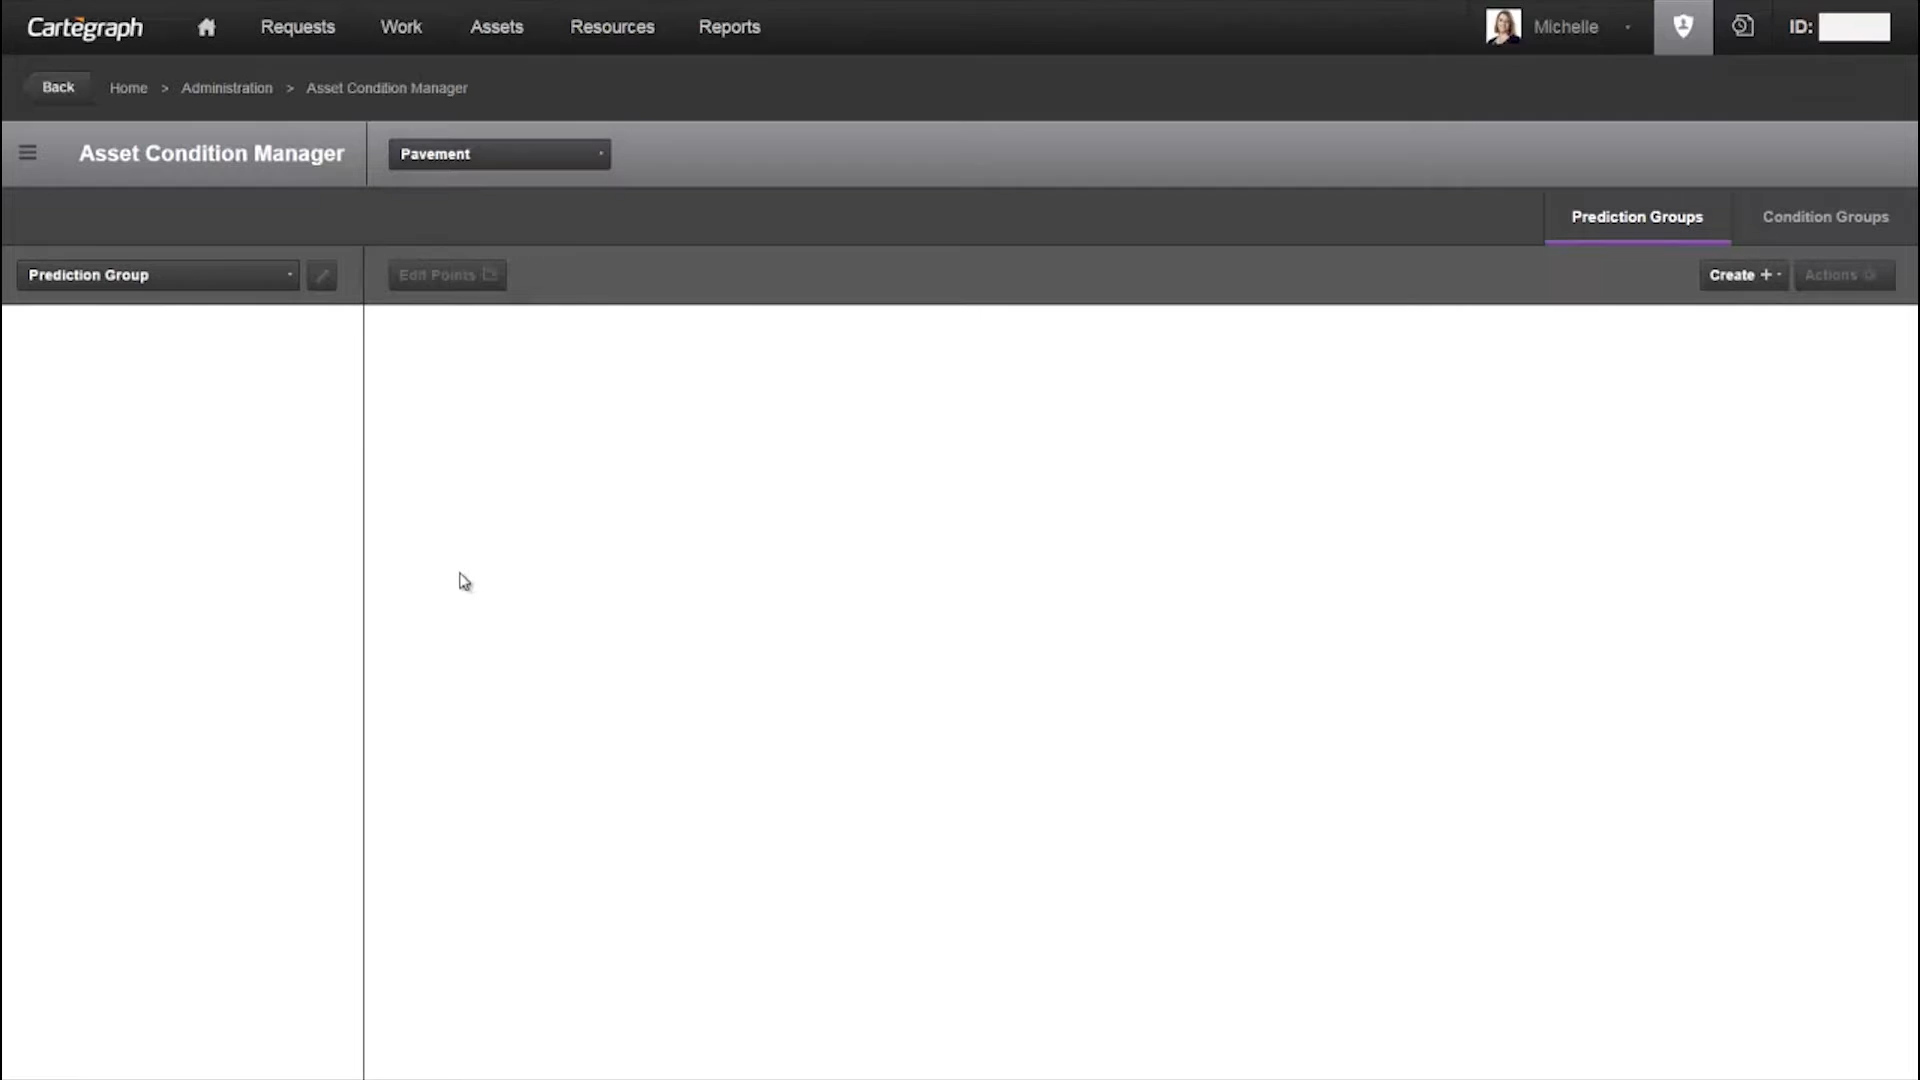 Cartegraph Requests Work Assets Resources Reports Michelle ID:
Back Home > Administration > Asset Condition Manager
Asset Condition Manager Pavement
Prediction Groups Condition Groups
Prediction Group Edit Points Create + Actions